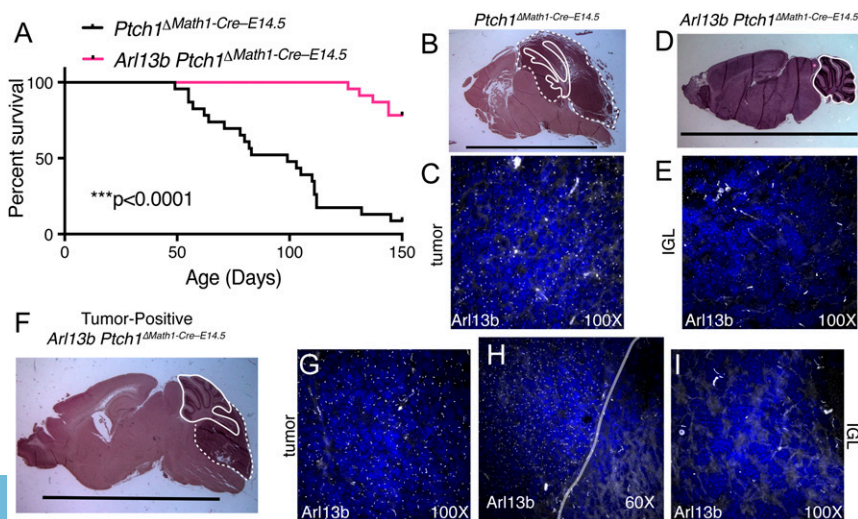 A
Ptch1ΔMath1-Cre–E14.5
Arl13b Ptch1ΔMath1-Cre–E14.5
Percent survival
100
50
0
***p<0.0001
0 50 100 150
Age (Days)
B
Ptch1ΔMath1-Cre–E14.5
D
Arl13b Ptch1ΔMath1-Cre–E14.5
C
tumor
Arl13b 100X
E
IGL
Arl13b 100X
F
Tumor-Positive
Arl13b Ptch1ΔMath1-Cre–E14.5
G
tumor
Arl13b 100X
H
Arl13b 60X
I
IGL
Arl13b 100X